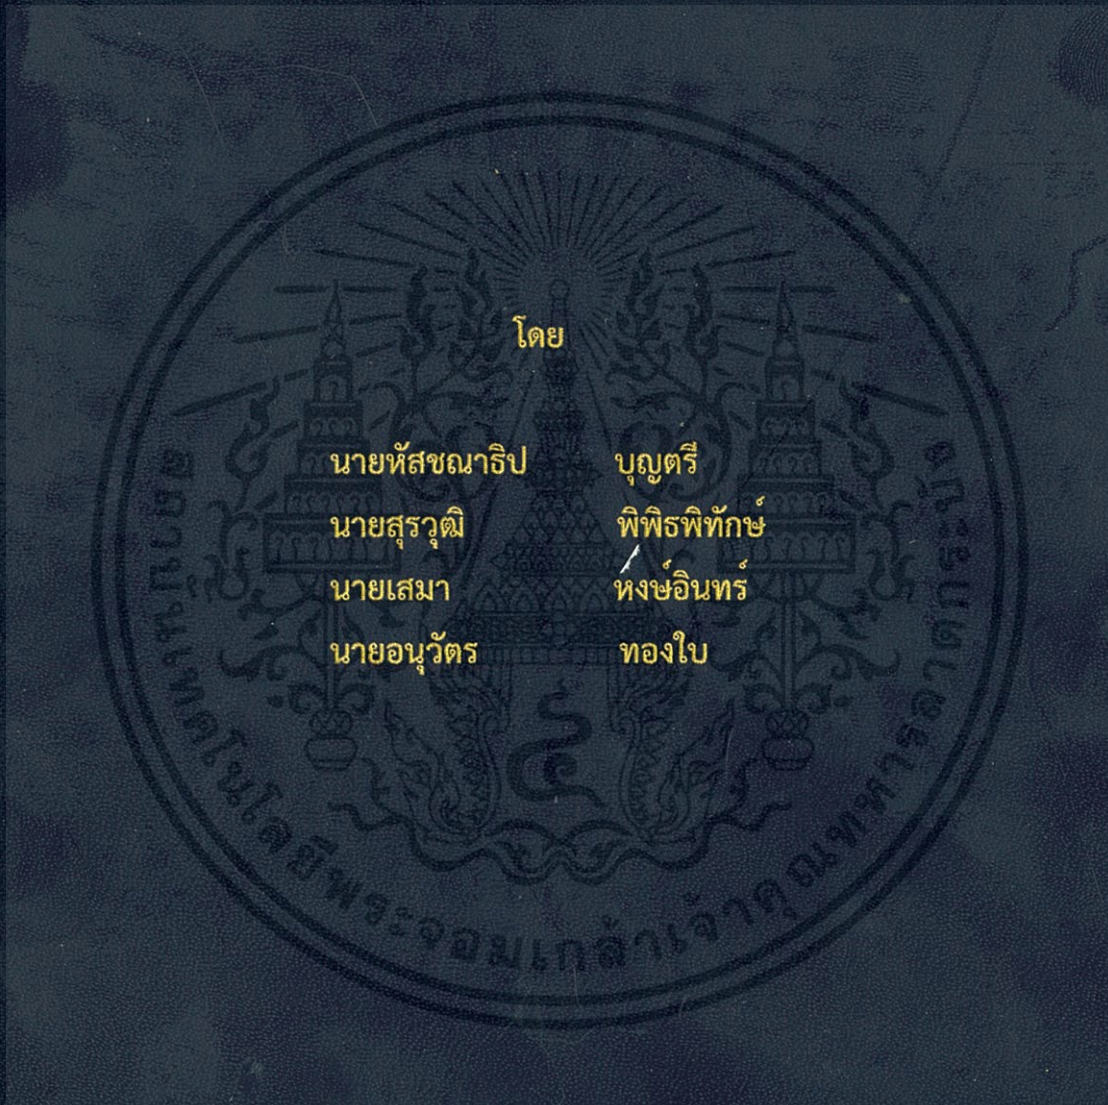 โดย
นายหัสชณาธิป บุญตรี
นายสุรวุฒิ พิพิธพิทักษ์
นายเสมา หงษ์อินทร์
นายอนุวัตร ทองใบ
สถาบันเทคโนโลยีพระจอมเกล้าเจ้าคุณทหารลาดกระบัง